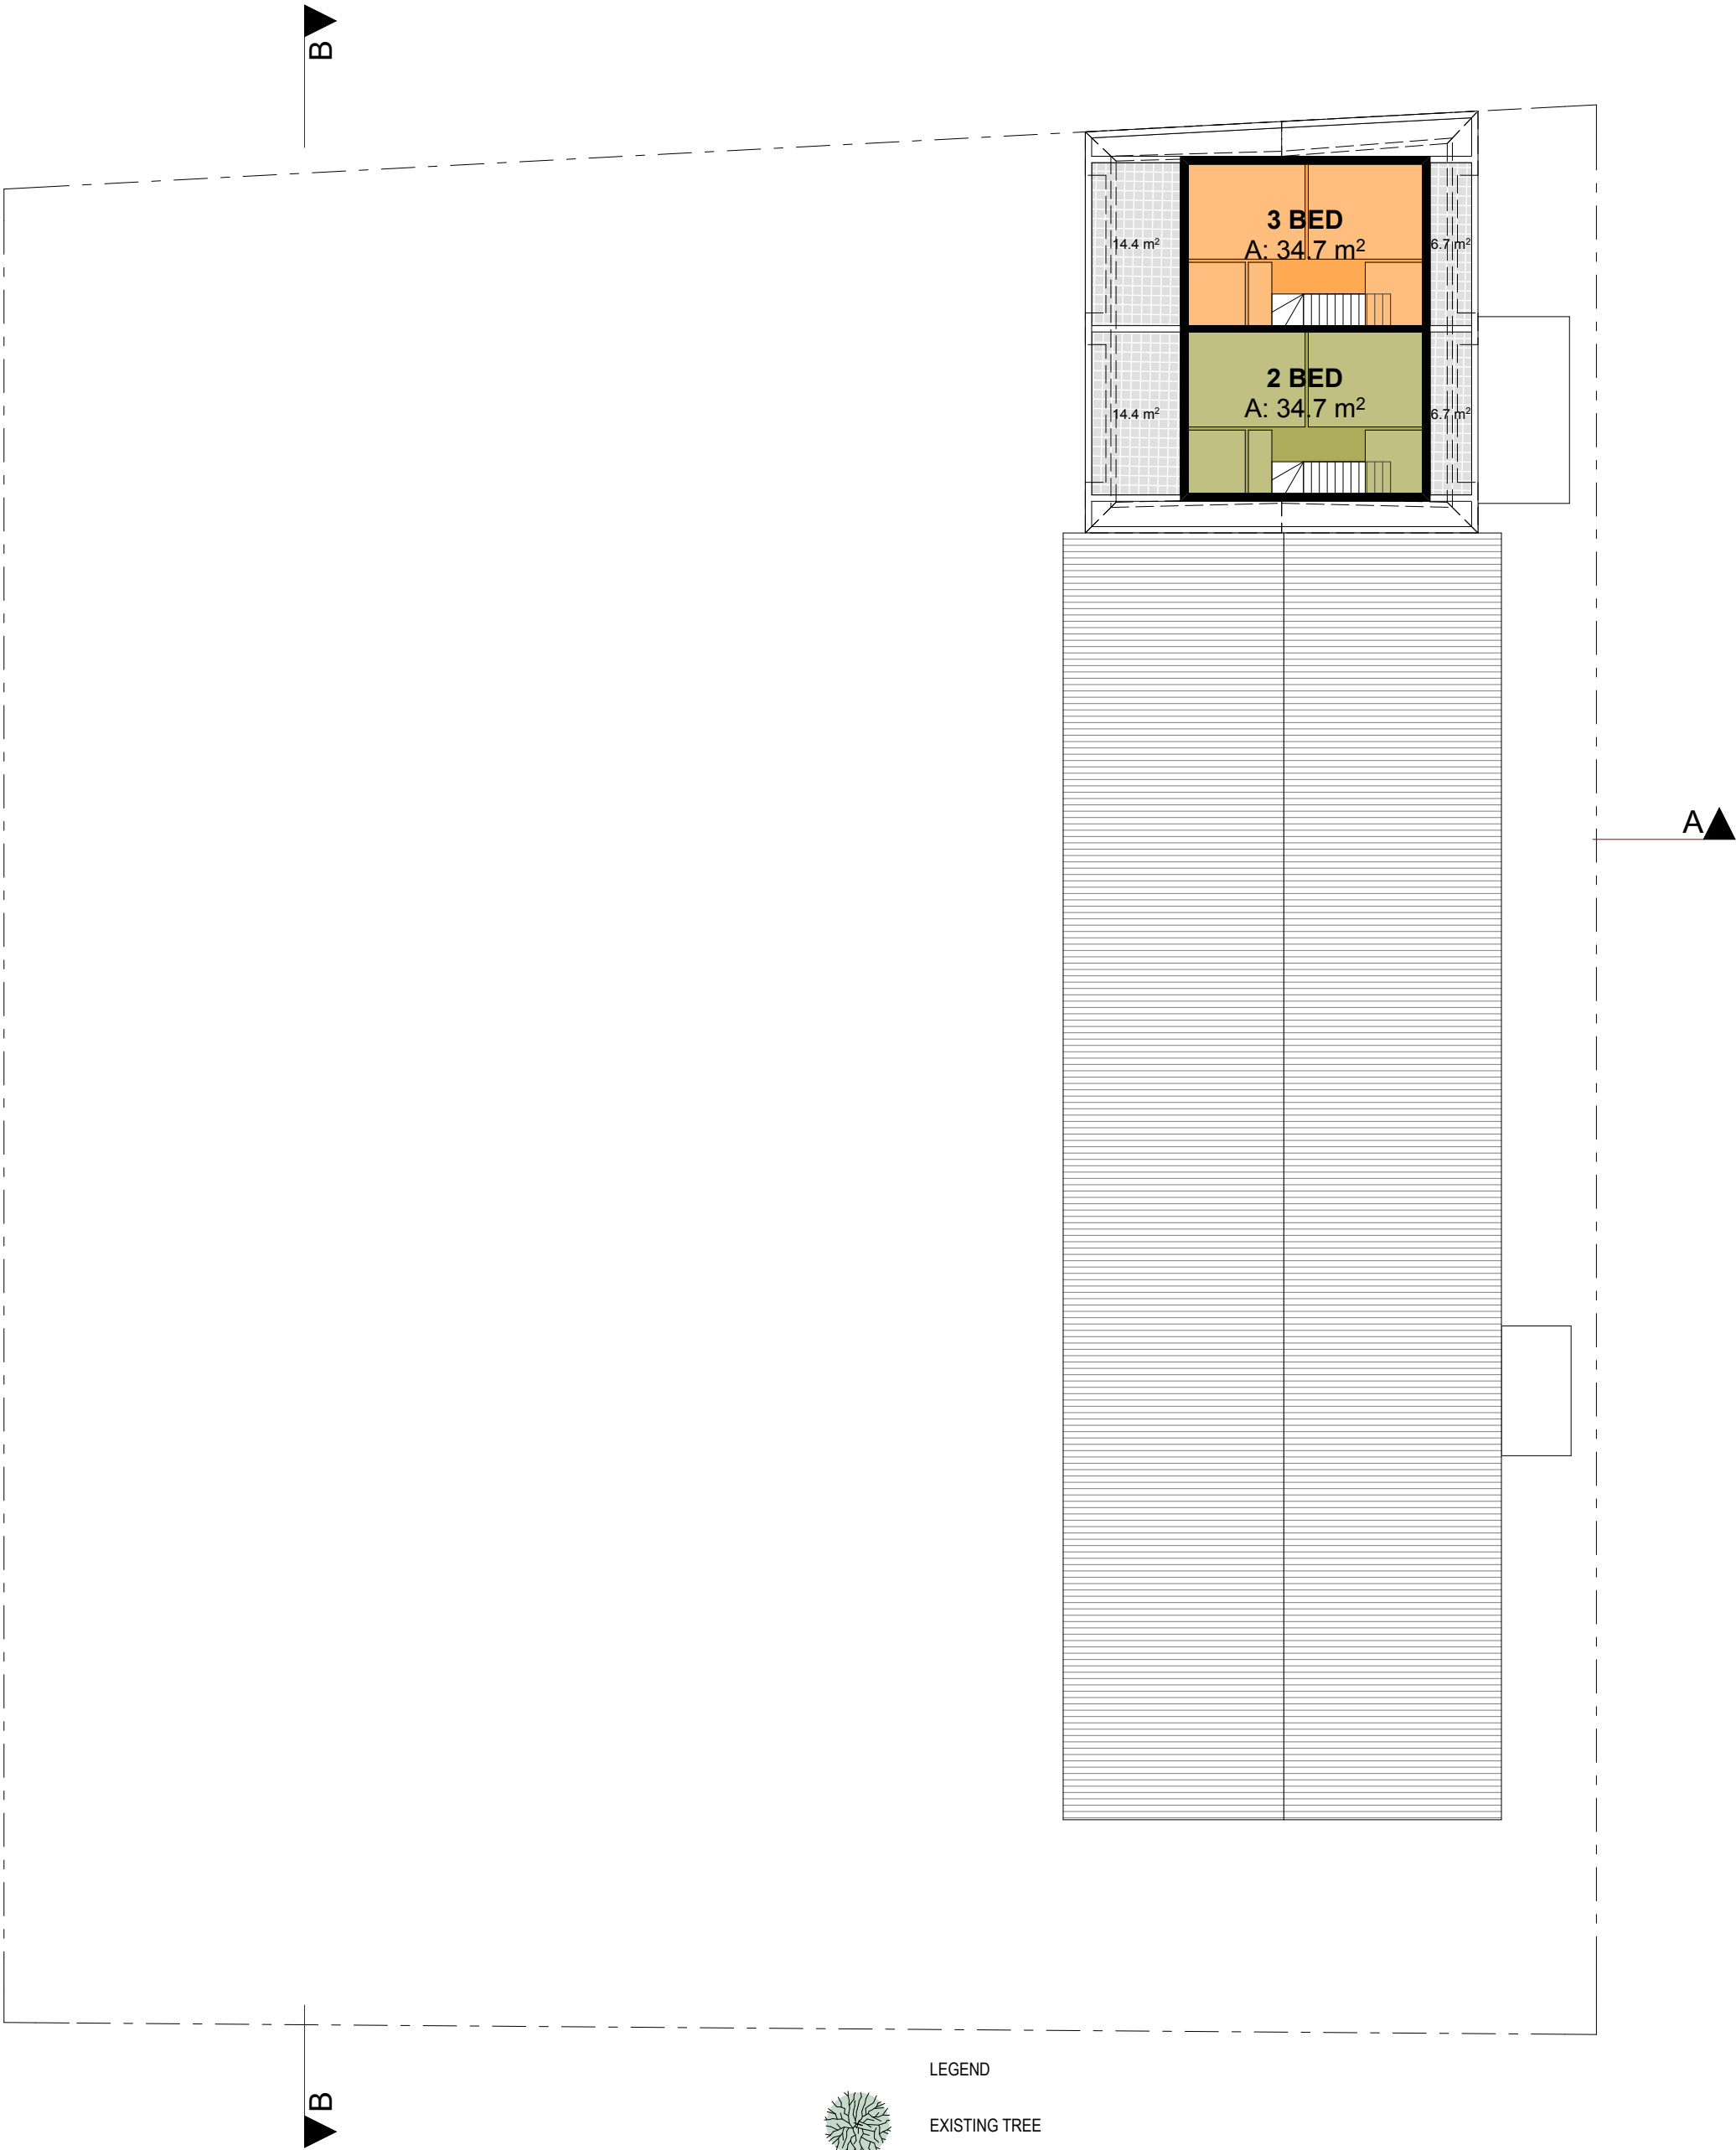 B
3 BED
A: 34.7 m²
14.4 m²
6.7 m²
2 BED
A: 34.7 m²
14.4 m²
6.7 m²
A
B
LEGEND
EXISTING TREE